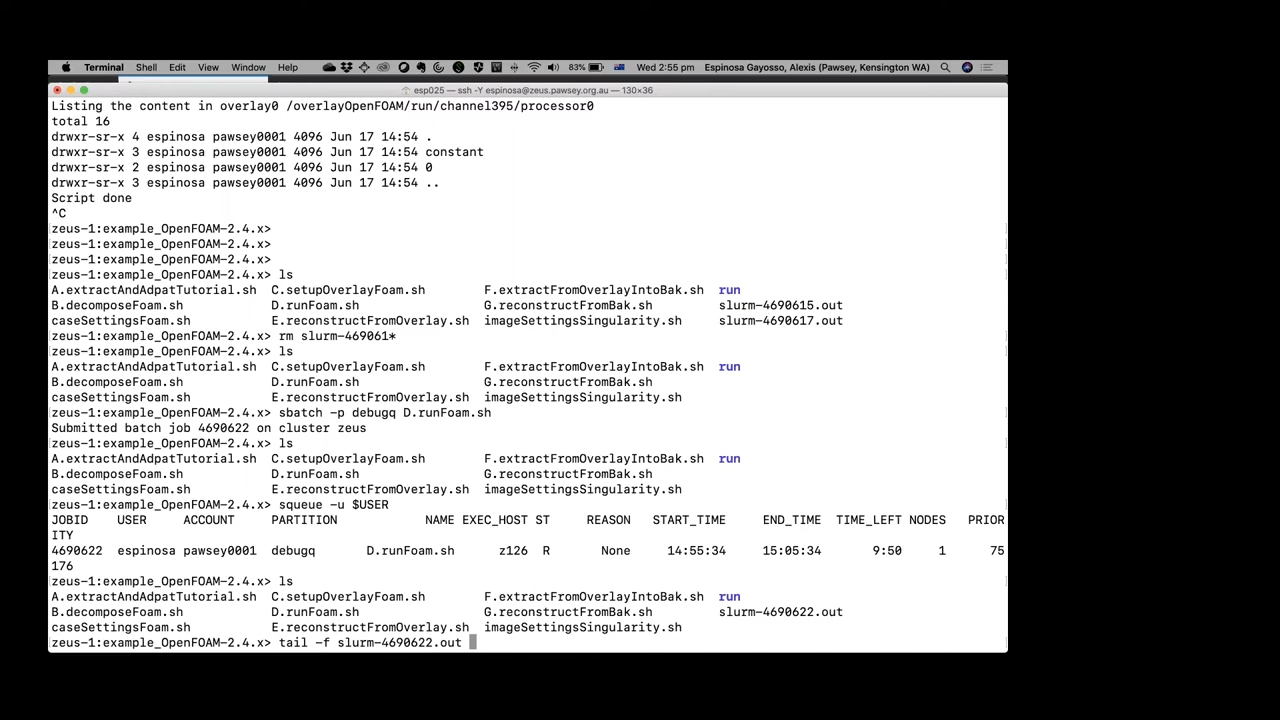 Terminal Shell Edit View Window Help 83% Wed 2:55 pm Espinosa Gayosso, Alexis (Pawsey, Kensington WA)
esp025 — ssh -Y espinosa@zeus.pawsey.org.au — 130×36
Listing the content in overlay0 /overlayOpenFOAM/run/channel395/processor0
total 16
drwxr-sr-x 4 espinosa pawsey0001 4096 Jun 17 14:54 .
drwxr-sr-x 3 espinosa pawsey0001 4096 Jun 17 14:54 constant
drwxr-sr-x 2 espinosa pawsey0001 4096 Jun 17 14:54 0
drwxr-sr-x 3 espinosa pawsey0001 4096 Jun 17 14:54 ..
Script done
^C
zeus-1:example_OpenFOAM-2.4.x>
zeus-1:example_OpenFOAM-2.4.x>
zeus-1:example_OpenFOAM-2.4.x>
zeus-1:example_OpenFOAM-2.4.x> ls
A.extractAndAdpatTutorial.sh C.setupOverlayFoam.sh F.extractFromOverlayIntoBak.sh run
B.decomposeFoam.sh D.runFoam.sh G.reconstructFromBak.sh slurm-4690615.out
caseSettingsFoam.sh E.reconstructFromOverlay.sh imageSettingsSingularity.sh slurm-4690617.out
zeus-1:example_OpenFOAM-2.4.x> rm slurm-469061*
zeus-1:example_OpenFOAM-2.4.x> ls
A.extractAndAdpatTutorial.sh C.setupOverlayFoam.sh F.extractFromOverlayIntoBak.sh run
B.decomposeFoam.sh D.runFoam.sh G.reconstructFromBak.sh
caseSettingsFoam.sh E.reconstructFromOverlay.sh imageSettingsSingularity.sh
zeus-1:example_OpenFOAM-2.4.x> sbatch -p debugq D.runFoam.sh
Submitted batch job 4690622 on cluster zeus
zeus-1:example_OpenFOAM-2.4.x> ls
A.extractAndAdpatTutorial.sh C.setupOverlayFoam.sh F.extractFromOverlayIntoBak.sh run
B.decomposeFoam.sh D.runFoam.sh G.reconstructFromBak.sh
caseSettingsFoam.sh E.reconstructFromOverlay.sh imageSettingsSingularity.sh
zeus-1:example_OpenFOAM-2.4.x> squeue -u $USER
JOBID USER ACCOUNT PARTITION NAME EXEC_HOST ST REASON START_TIME END_TIME TIME_LEFT NODES PRIOR
ITY
4690622 espinosa pawsey0001 debugq D.runFoam.sh z126 R None 14:55:34 15:05:34 9:50 1 75
176
zeus-1:example_OpenFOAM-2.4.x> ls
A.extractAndAdpatTutorial.sh C.setupOverlayFoam.sh F.extractFromOverlayIntoBak.sh run
B.decomposeFoam.sh D.runFoam.sh G.reconstructFromBak.sh slurm-4690622.out
caseSettingsFoam.sh E.reconstructFromOverlay.sh imageSettingsSingularity.sh
zeus-1:example_OpenFOAM-2.4.x> tail -f slurm-4690622.out